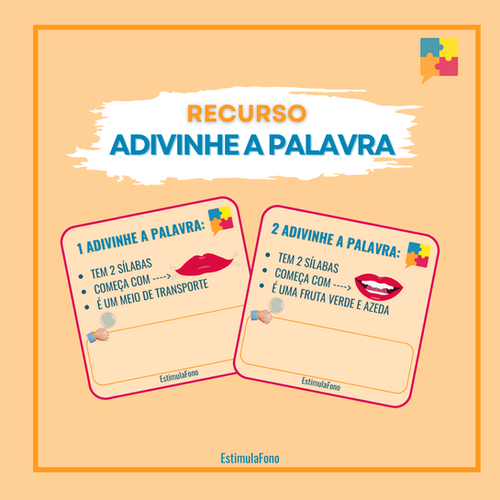 RECURSO
ADIVINHE A PALAVRA
1 ADIVINHE A PALAVRA:
• TEM 2 SÍLABAS
• COMEÇA COM ---->
• É UM MEIO DE TRANSPORTE
EstimulaFono
2 ADIVINHE A PALAVRA:
• TEM 2 SÍLABAS
• COMEÇA COM ---->
• É UMA FRUTA VERDE E AZEDA
EstimulaFono
EstimulaFono